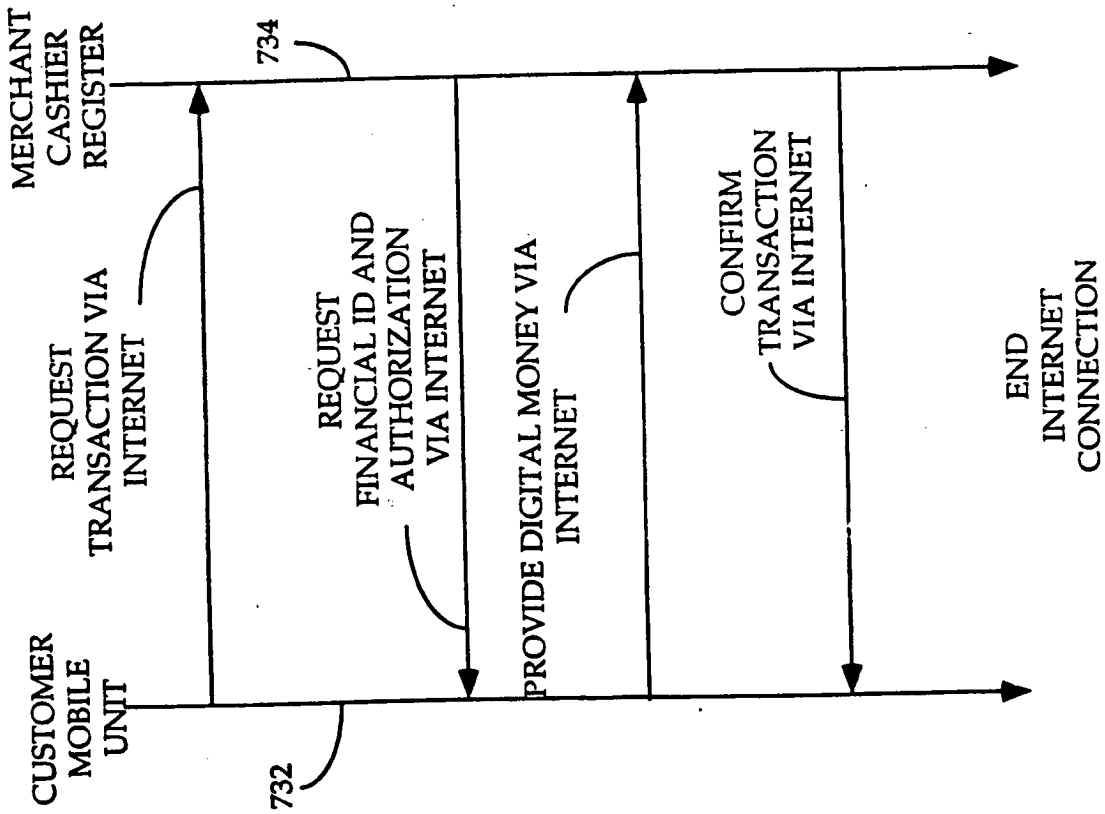 CUSTOMER
MOBILE
UNIT
MERCHANT
CASHIER
REGISTER
732
734
REQUEST
TRANSACTION VIA
INTERNET
REQUEST
FINANCIAL ID AND
AUTHORIZATION
VIA INTERNET
PROVIDE DIGITAL MONEY VIA
INTERNET
CONFIRM
TRANSACTION
VIA INTERNET
END
INTERNET
CONNECTION